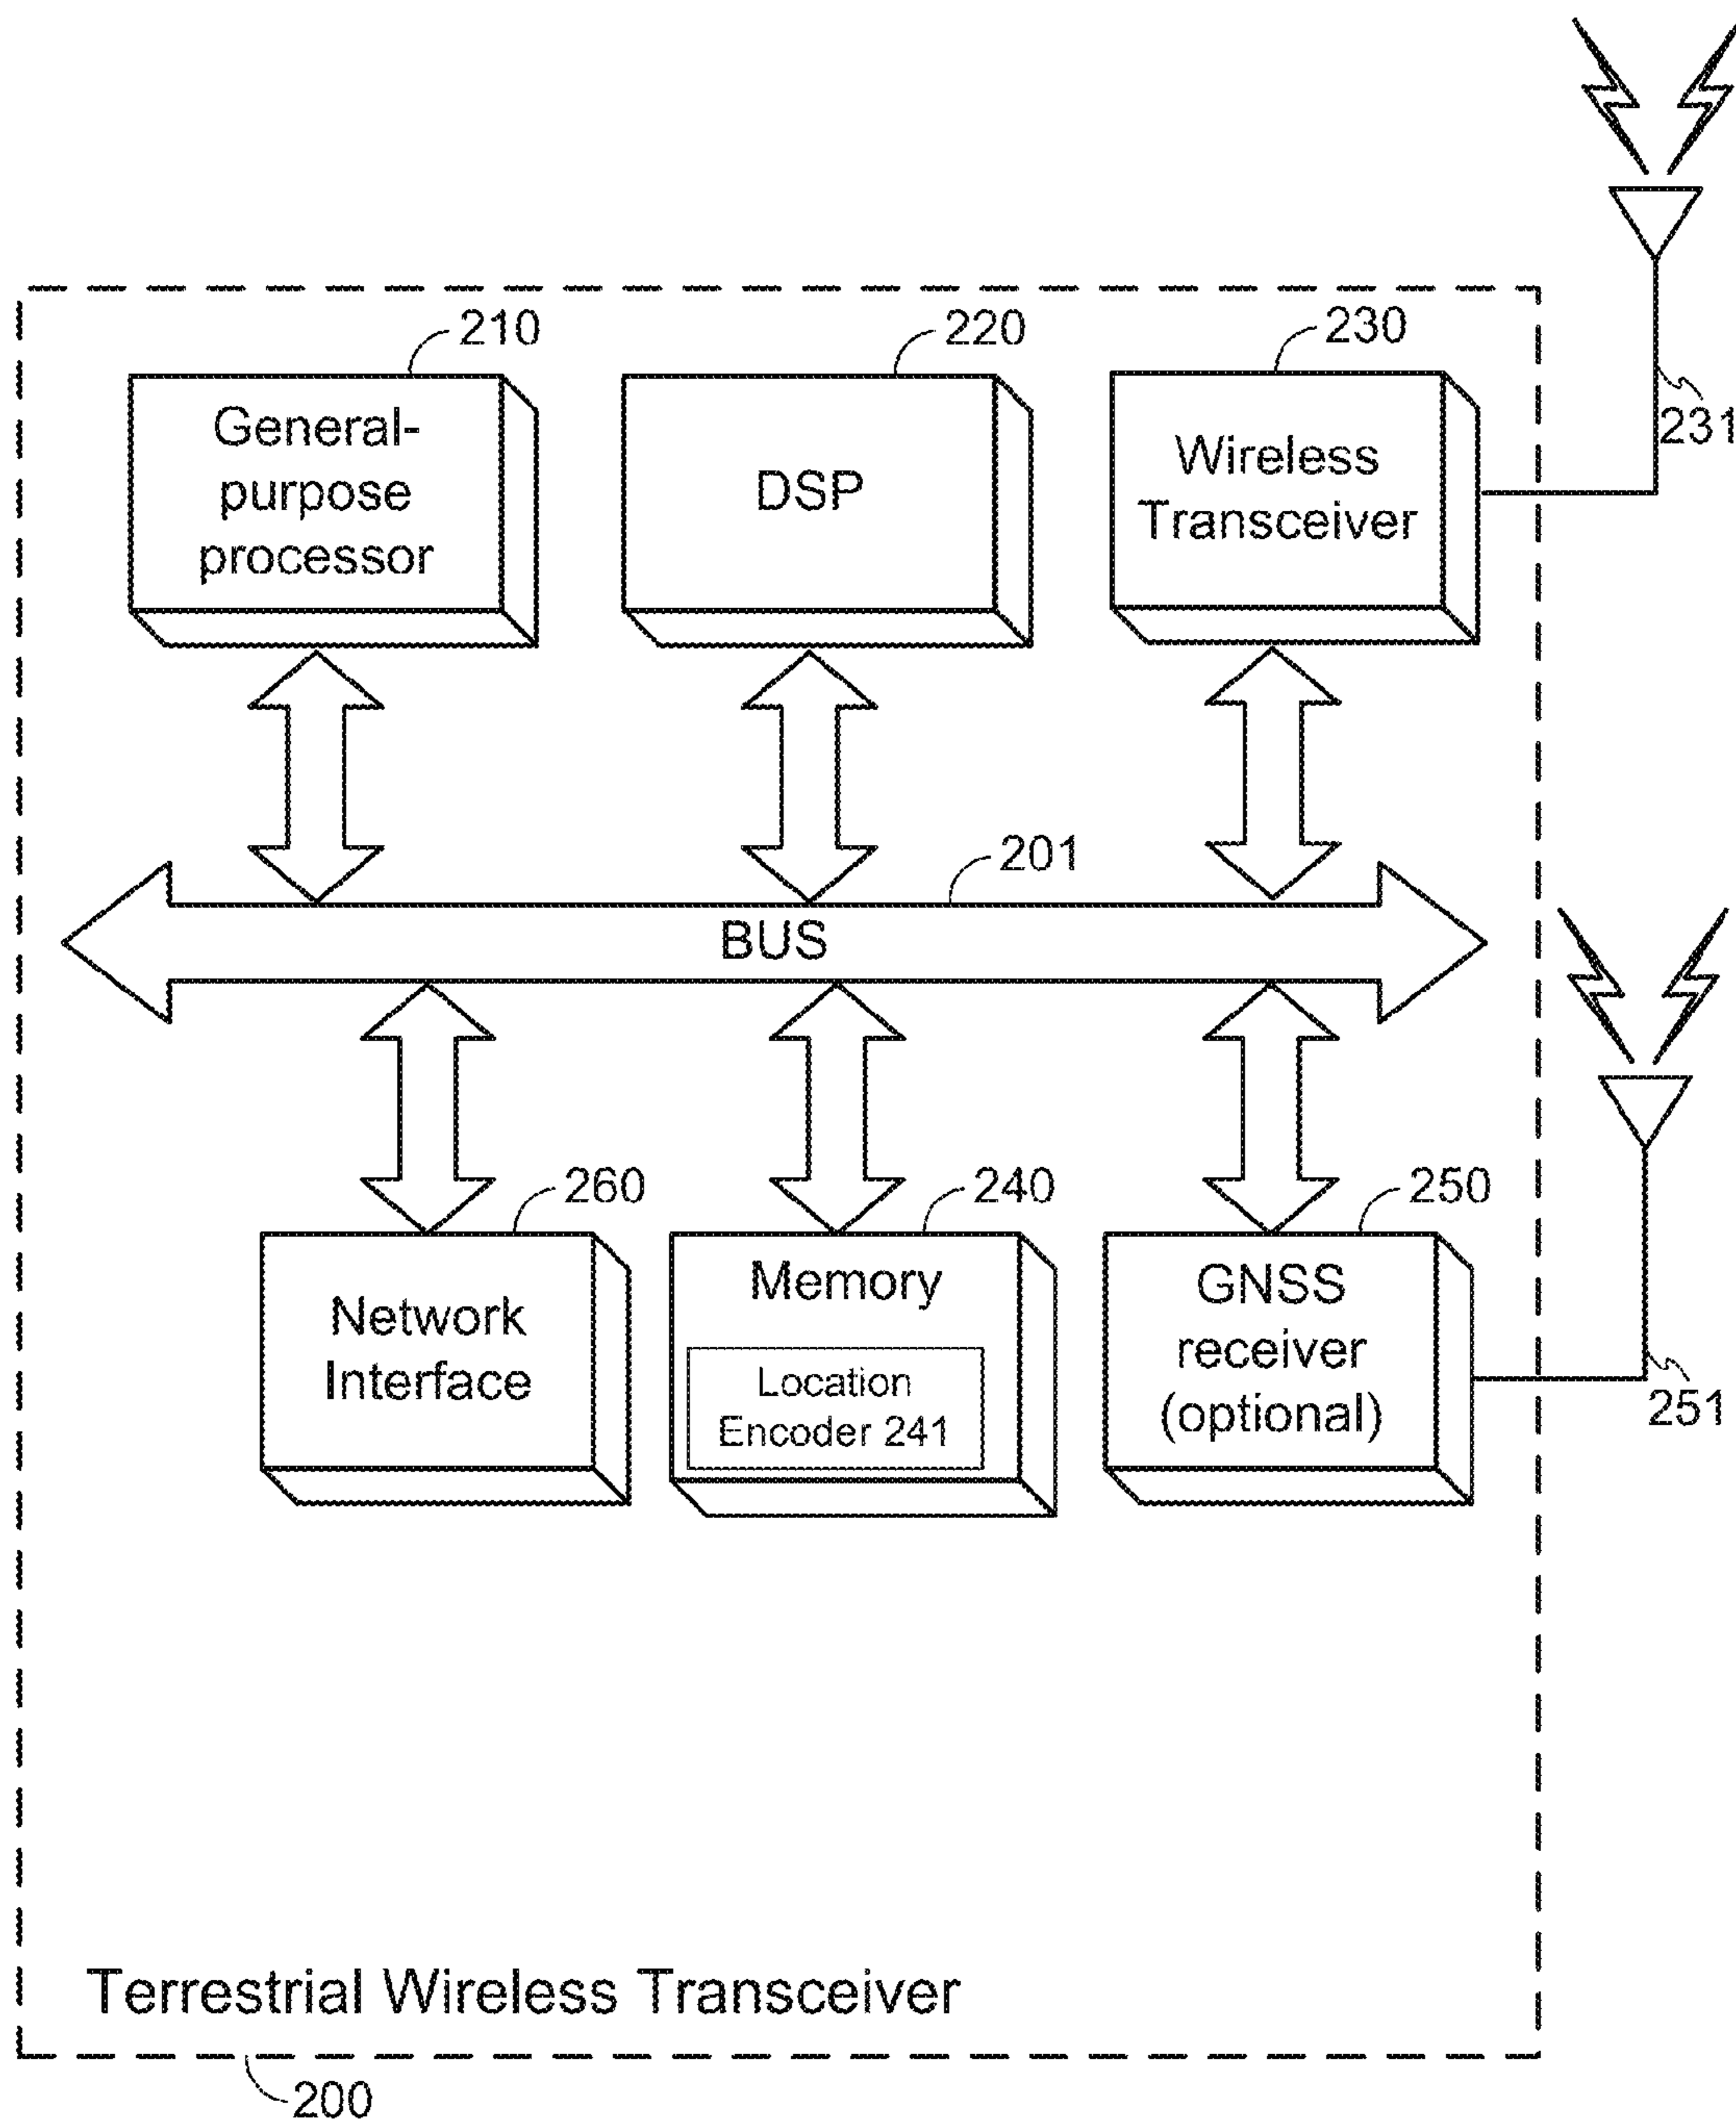 210
220
230
General-
purpose
processor
DSP
Wireless
Transceiver
231
201
BUS
260
240
250
Network
Interface
Memory
Location
Encoder 241
GNSS
receiver
(optional)
251
Terrestrial Wireless Transceiver
200